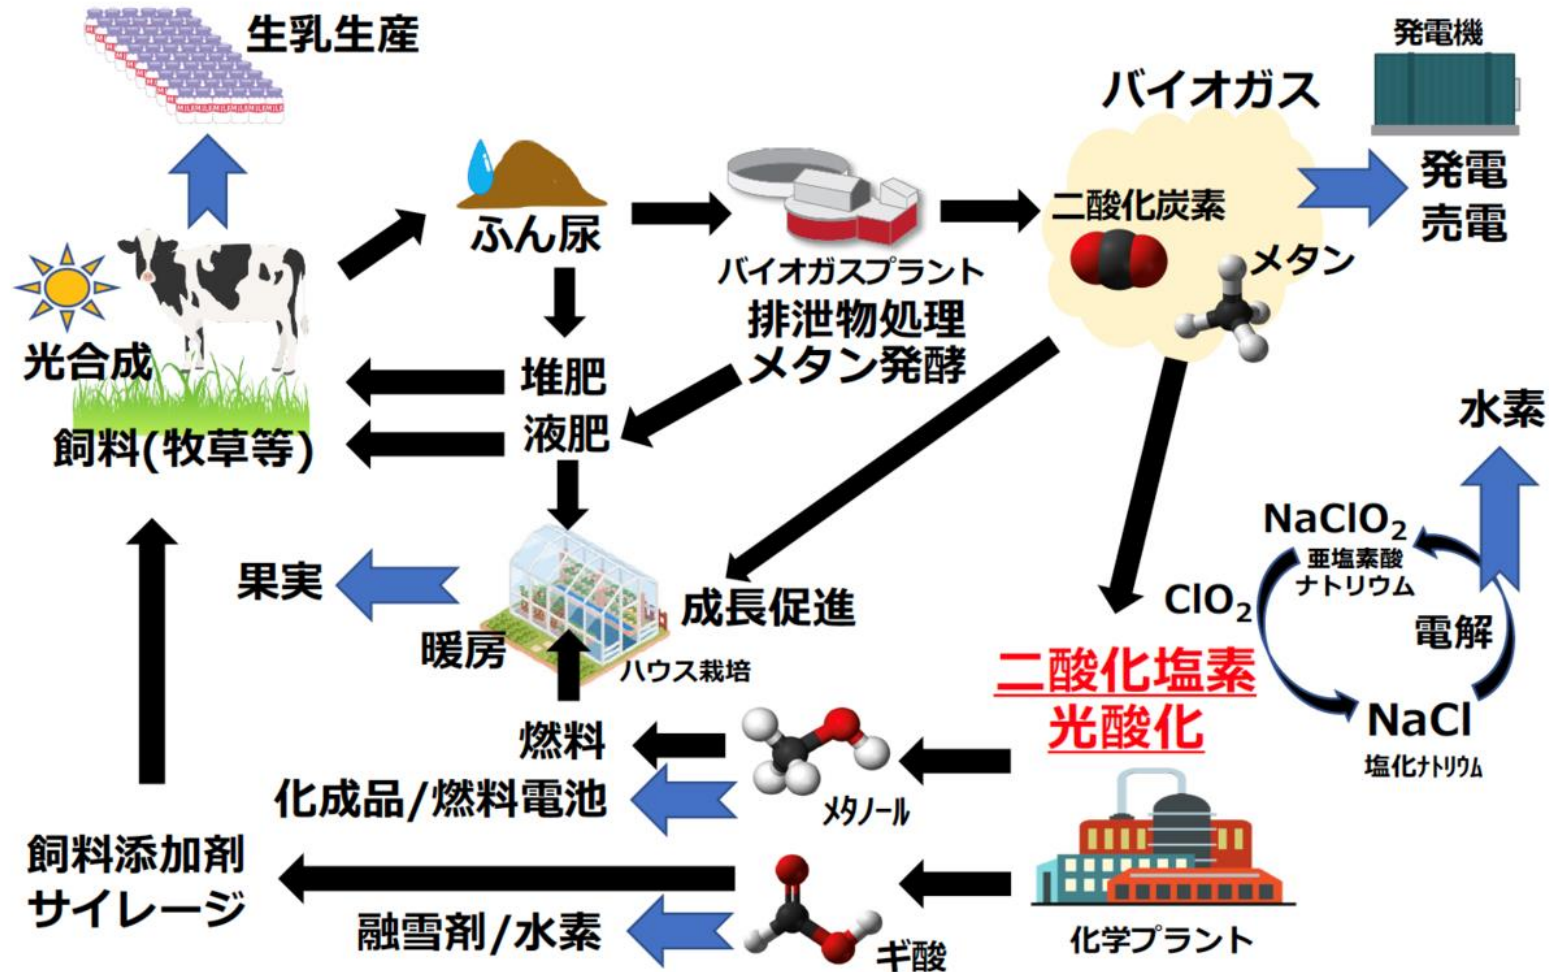 生乳生産
発電機
バイオガス
発電
売電
二酸化炭素
メタン
ふん尿
バイオガスプラント
排泄物処理
メタン発酵
光合成
堆肥
液肥
飼料(牧草等)
水素
NaClO2
亜塩素酸
ナトリウム
ClO2
電解
NaCl
塩化ナトリウム
果実
成長促進
暖房
ハウス栽培
二酸化塩素
光酸化
燃料
化成品/燃料電池
メタノール
飼料添加剤
サイレージ
融雪剤/水素
ギ酸
化学プラント